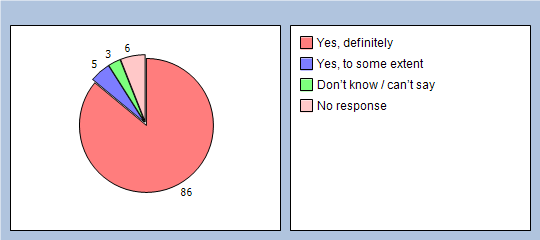 6
3
5
86
Yes, definitely
Yes, to some extent
Don't know / can't say
No response